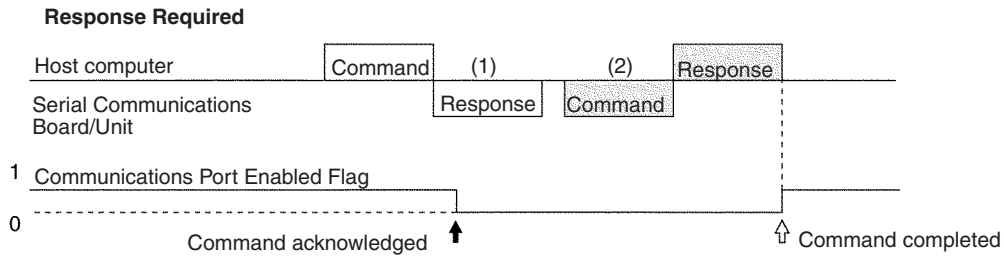 Response Required
Host computer
Command
(1)
(2)
Response
Serial Communications
Board/Unit
Response
Command
1
Communications Port Enabled Flag
0
Command acknowledged
Command completed